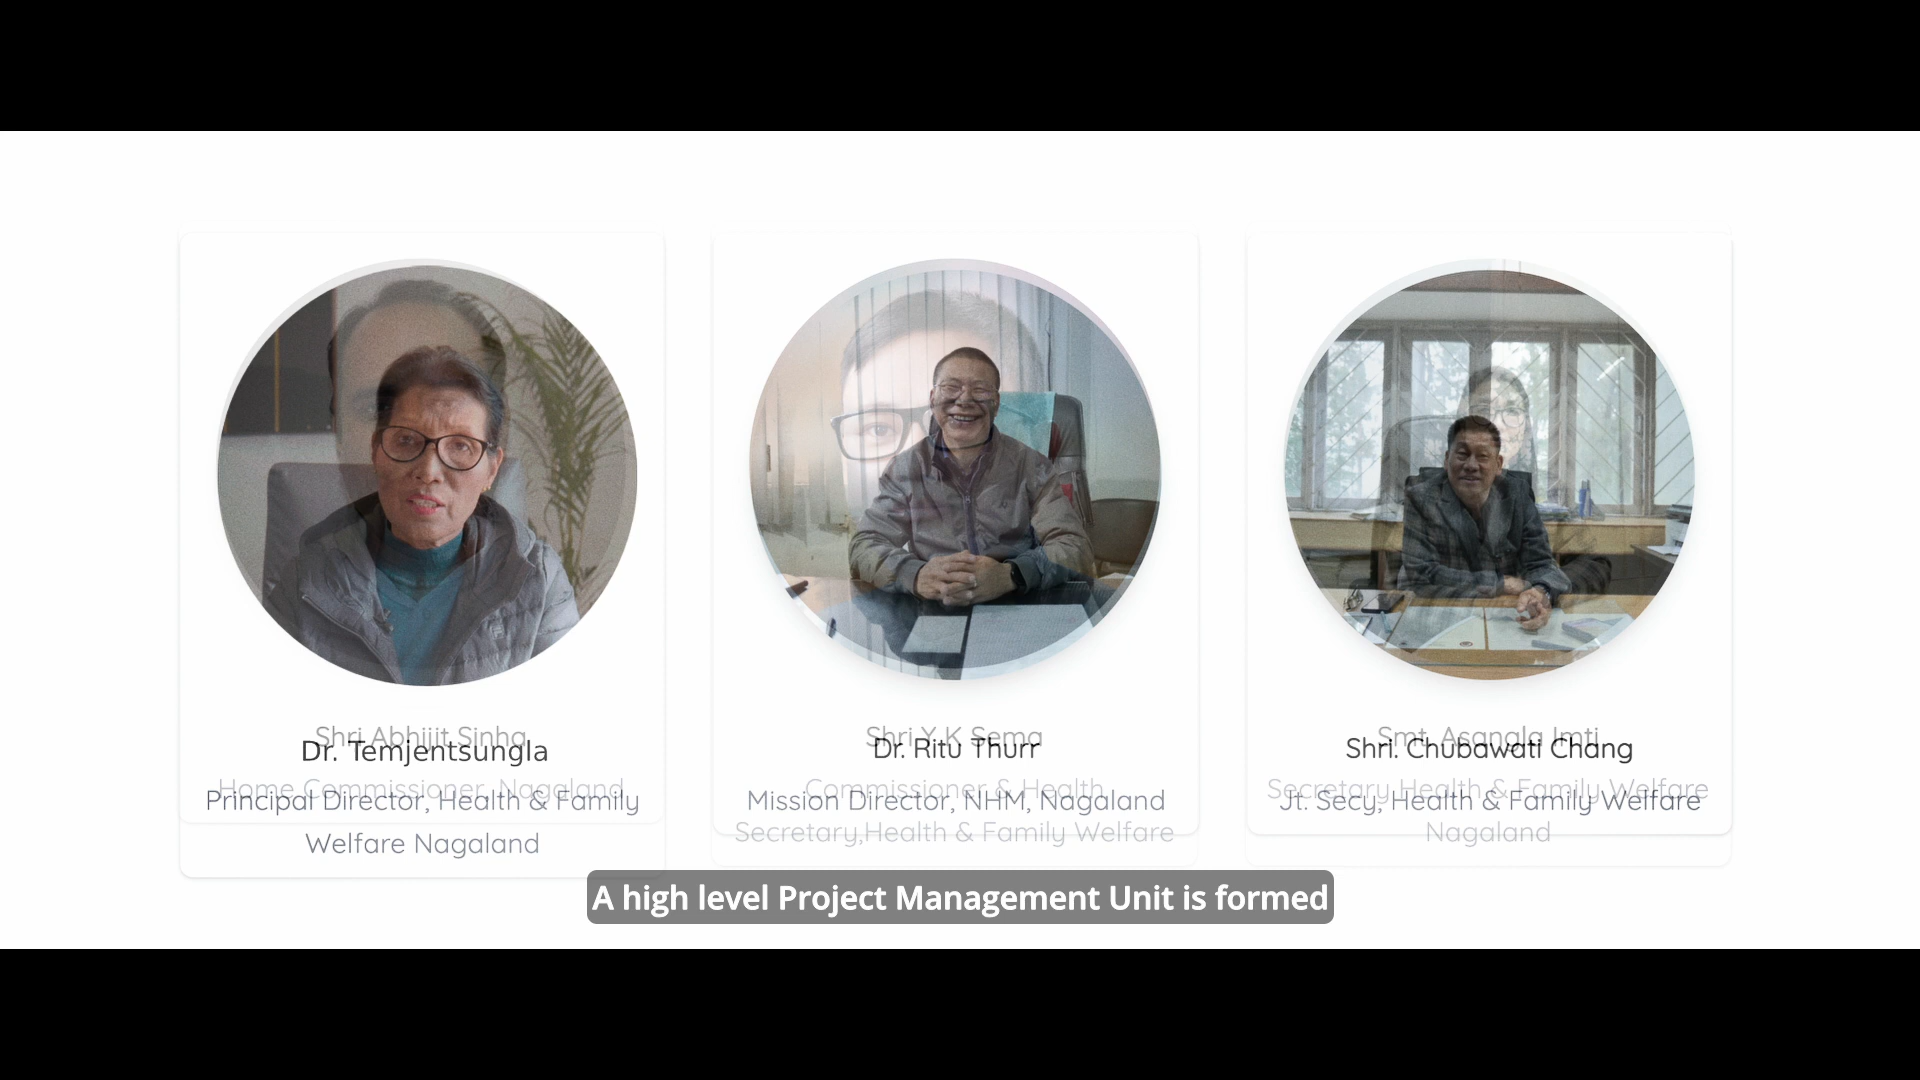 Shri Abhijit Sinha
Dr. Temjentsungla
Home Commissioner, Nagaland
Principal Director, Health & Family
Welfare Nagaland
Shri Y K Sema
Dr. Ritu Thurr
Commissioner & Health
Mission Director, NHM, Nagaland
Secretary,Health & Family Welfare
Smt. Asangla Imti
Shri. Chubawati Chang
Secretary Health & Family Welfare
Jt. Secy, Health & Family Welfare
Nagaland
A high level Project Management Unit is formed